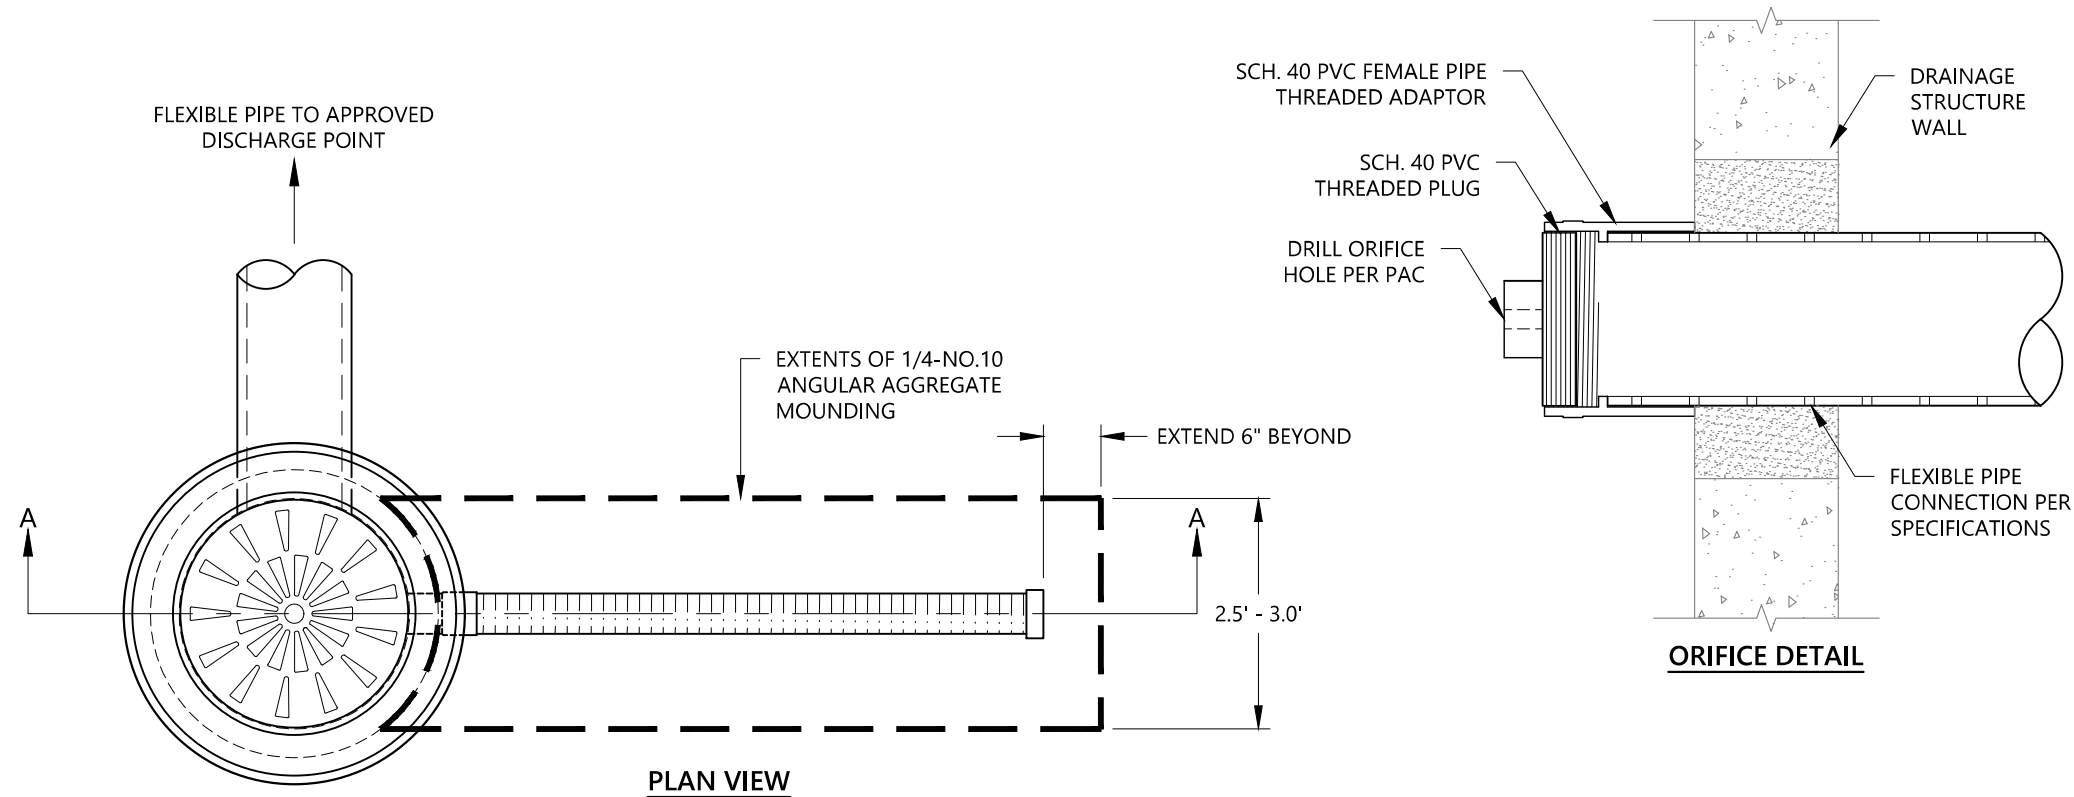 FLEXIBLE PIPE TO APPROVED
DISCHARGE POINT
EXTENTS OF 1/4-NO.10
ANGULAR AGGREGATE
MOUNDING
EXTEND 6" BEYOND
A
A
2.5' - 3.0'
PLAN VIEW
SCH. 40 PVC FEMALE PIPE
THREADED ADAPTOR
SCH. 40 PVC
THREADED PLUG
DRILL ORIFICE
HOLE PER PAC
DRAINAGE
STRUCTURE
WALL
FLEXIBLE PIPE
CONNECTION PER
SPECIFICATIONS
ORIFICE DETAIL